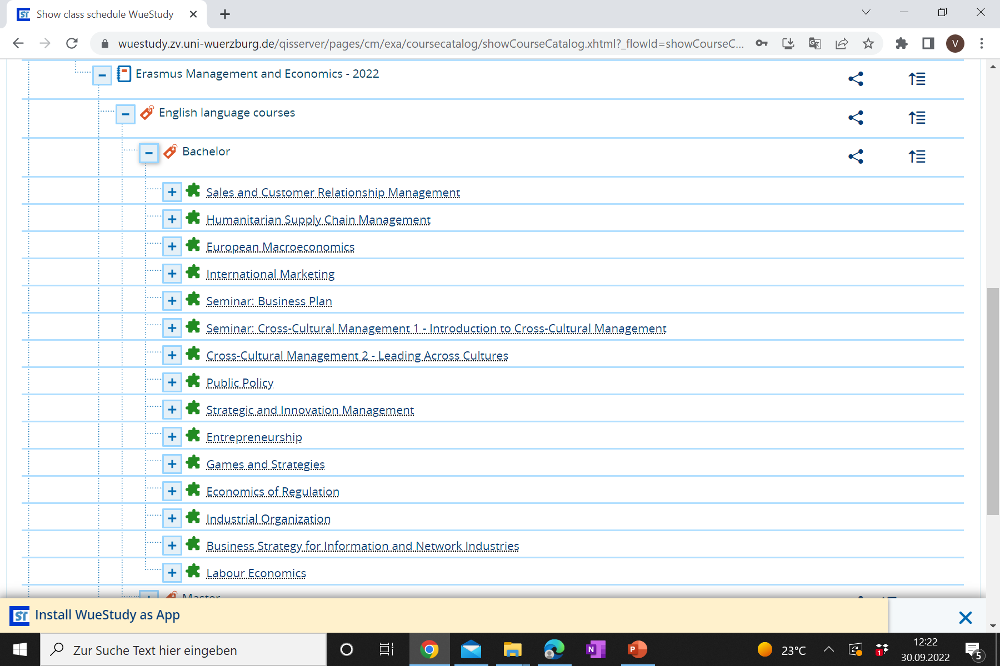 Show class schedule WueStudy
wuestudy.zv.uni-wuerzburg.de/qisserver/pages/cm/exa/coursecatalog/showCourseCatalog.xhtml?_flowId=showCourseC...
V
Erasmus Management and Economics - 2022
English language courses
Bachelor
Sales and Customer Relationship Management
Humanitarian Supply Chain Management
European Macroeconomics
International Marketing
Seminar: Business Plan
Seminar: Cross-Cultural Management 1 - Introduction to Cross-Cultural Management
Cross-Cultural Management 2 - Leading Across Cultures
Public Policy
Strategic and Innovation Management
Entrepreneurship
Games and Strategies
Economics of Regulation
Industrial Organization
Business Strategy for Information and Network Industries
Labour Economics
Master
Install WueStudy as App
Zur Suche Text hier eingeben
23°C
12:22
30.09.2022
5